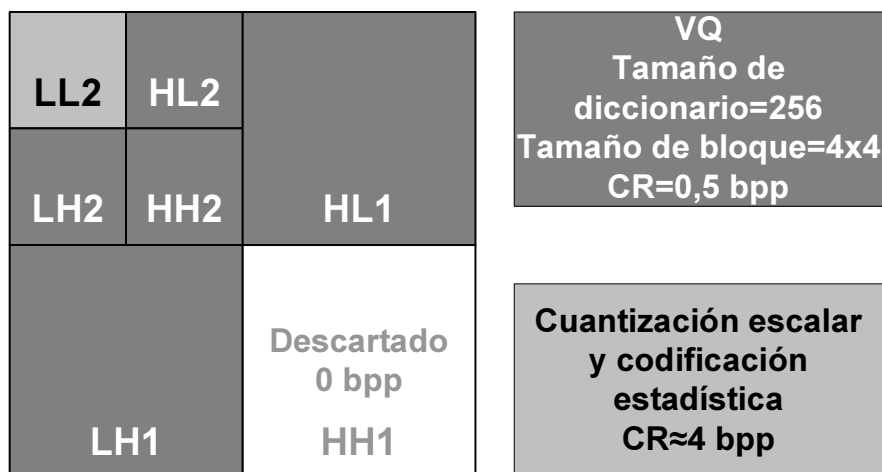 LL2
HL2
LH2
HH2
HL1
LH1
Descartado
0 bpp
HH1
VQ
Tamaño de
diccionario=256
Tamaño de bloque=4x4
CR=0,5 bpp
Cuantización escalar
y codificación
estadística
CR≈4 bpp